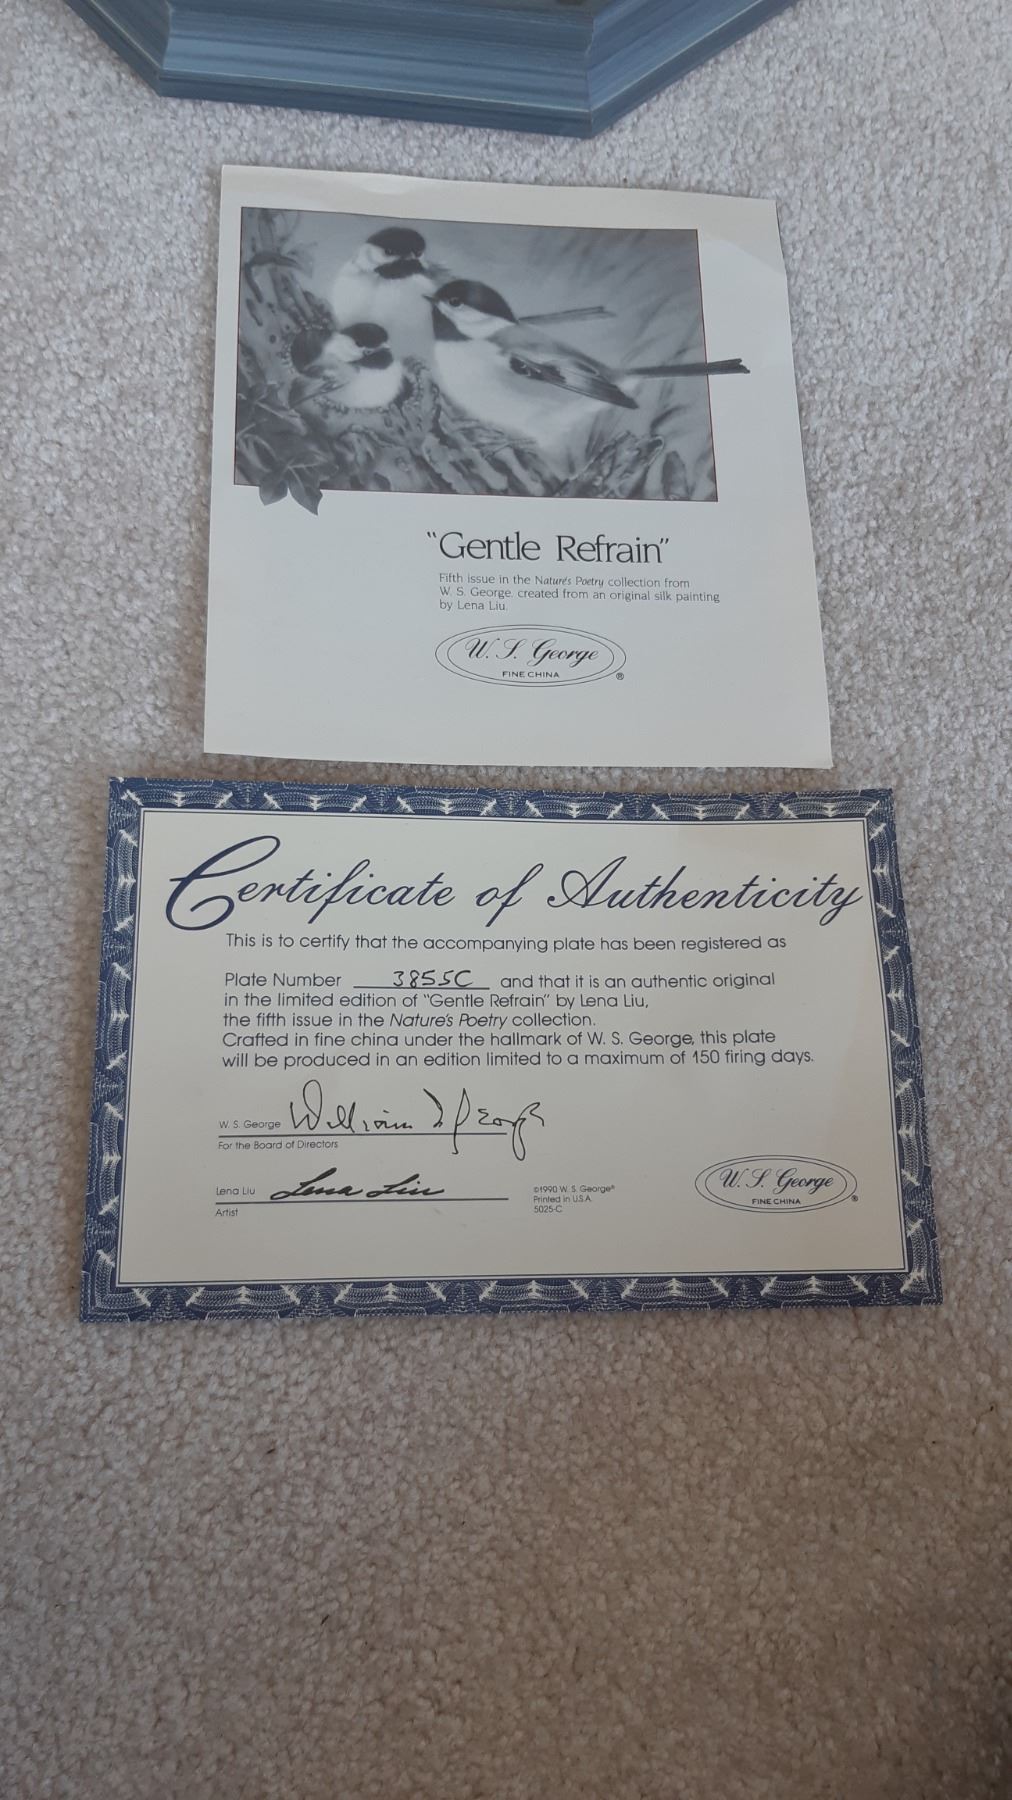 "Gentle Refrain"
Fifth issue in the Nature's Poetry collection from
W. S. George. created from an original silk painting
by Lena Liu.
W. S. George
FINE CHINA
®
Certificate of Authenticity
This is to certify that the accompanying plate has been registered as
Plate Number 3855C and that it is an authentic original
in the limited edition of "Gentle Refrain" by Lena Liu,
the fifth issue in the Nature's Poetry collection.
Crafted in fine china under the hallmark of W. S. George, this plate
will be produced in an edition limited to a maximum of 150 firing days.
W. S. George William S George
For the Board of Directors
Lena Liu Lena Liu
Artist
©1990 W. S. George®
Printed in U.S.A.
5025-C
W. S. George
FINE CHINA
®